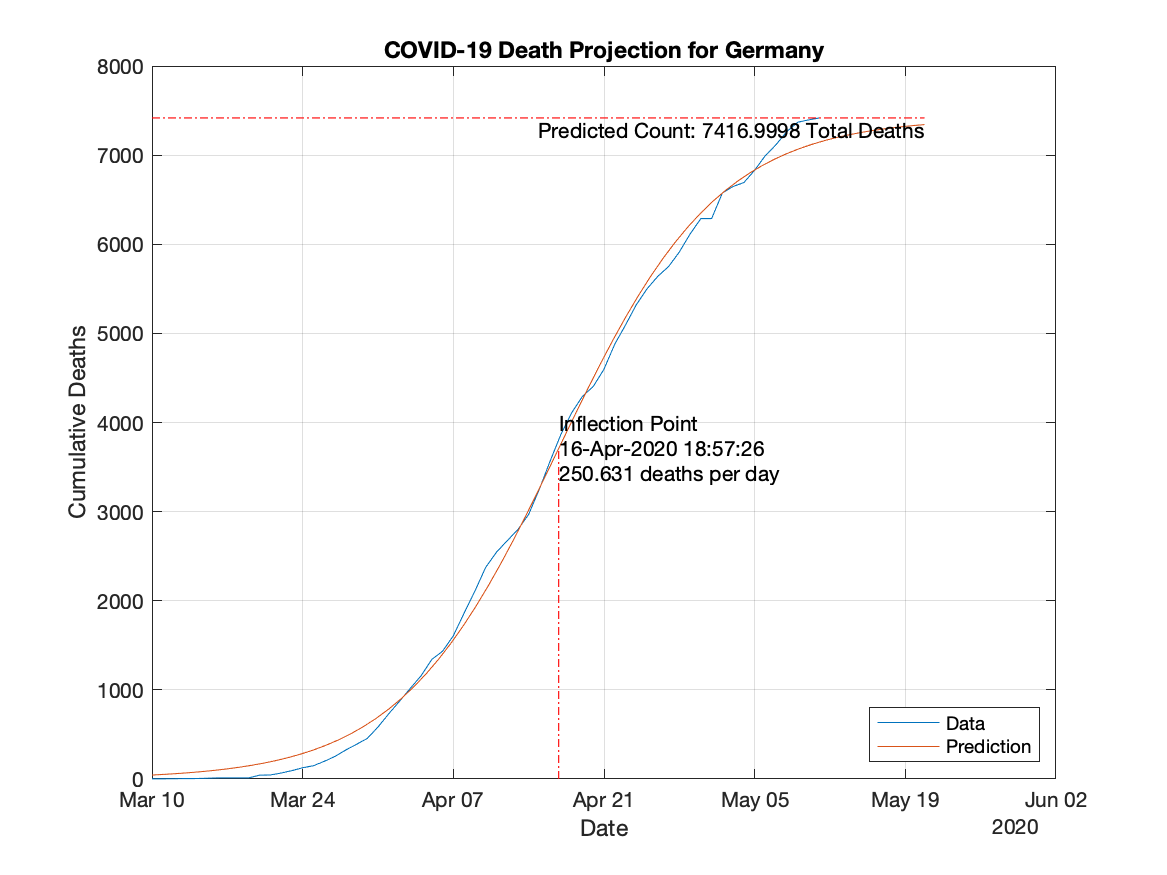 COVID-19 Death Projection for Germany
8000
7000
6000
5000
4000
3000
2000
1000
0
Cumulative Deaths
Predicted Count: 7416.9998 Total Deaths
Inflection Point
16-Apr-2020 18:57:26
250.631 deaths per day
Data
Prediction
Mar 10 Mar 24 Apr 07 Apr 21 May 05 May 19 Jun 02
Date
2020